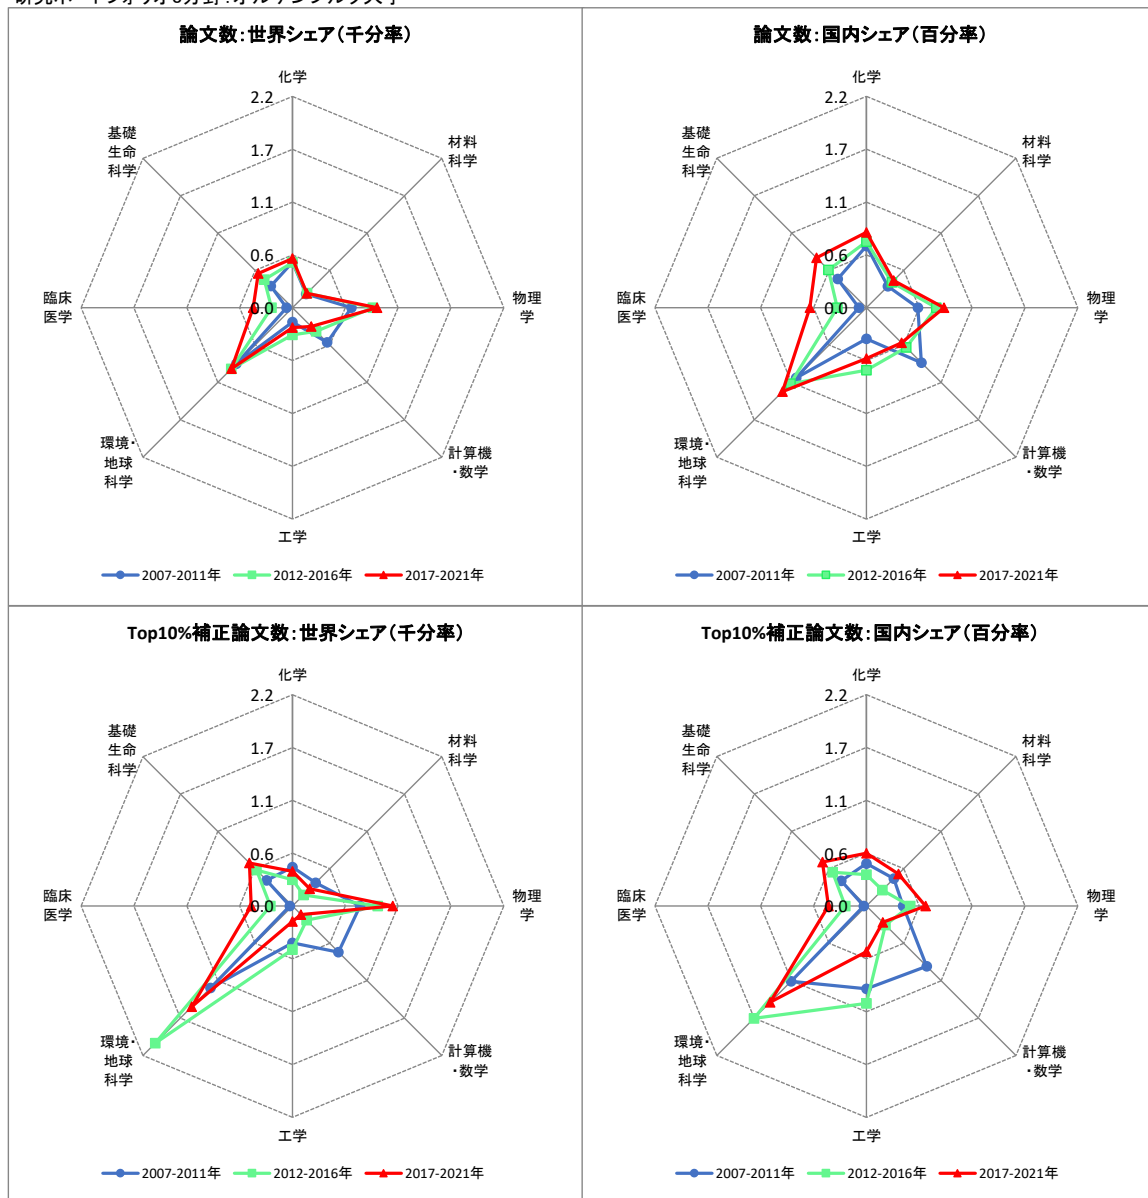 論文数:世界シェア(千分率)
化学
2.2
1.7
1.1
0.6
0.0
材料
科学
物理
学
計算機
・数学
工学
環境・
地球
科学
臨床
医学
基礎
生命
科学
2007-2011年 2012-2016年 2017-2021年
論文数:国内シェア(百分率)
化学
2.2
1.7
1.1
0.6
0.0
材料
科学
物理
学
計算機
・数学
工学
環境・
地球
科学
臨床
医学
基礎
生命
科学
2007-2011年 2012-2016年 2017-2021年
Top10%補正論文数:世界シェア(千分率)
化学
2.2
1.7
1.1
0.6
0.0
材料
科学
物理
学
計算機
・数学
工学
環境・
地球
科学
臨床
医学
基礎
生命
科学
2007-2011年 2012-2016年 2017-2021年
Top10%補正論文数:国内シェア(百分率)
化学
2.2
1.7
1.1
0.6
0.0
材料
科学
物理
学
計算機
・数学
工学
環境・
地球
科学
臨床
医学
基礎
生命
科学
2007-2011年 2012-2016年 2017-2021年